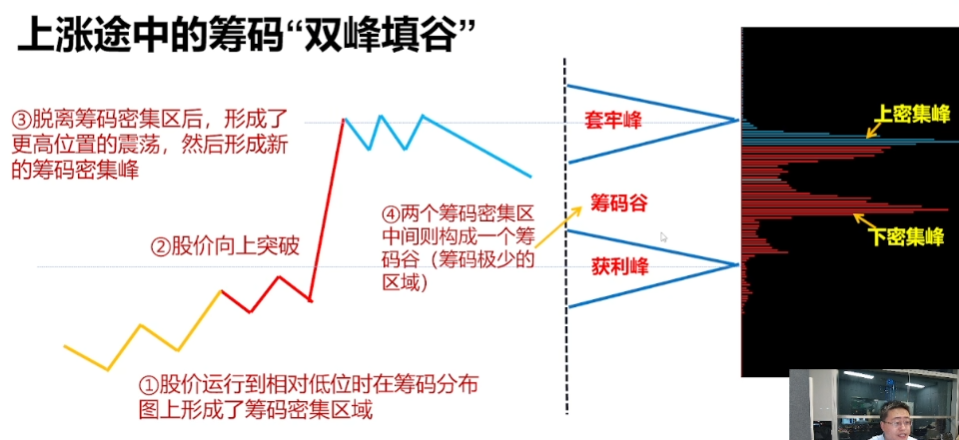 上涨途中的筹码“双峰填谷”
③脱离筹码密集区后，形成了
更高位置的震荡，然后形成新
的筹码密集峰
②股价向上突破
①股价运行到相对低位时在筹码分布
图上形成了筹码密集区域
④两个筹码密集区
中间则构成一个筹
码谷（筹码极少的
区域）
套牢峰
筹码谷
获利峰
上密集峰
下密集峰